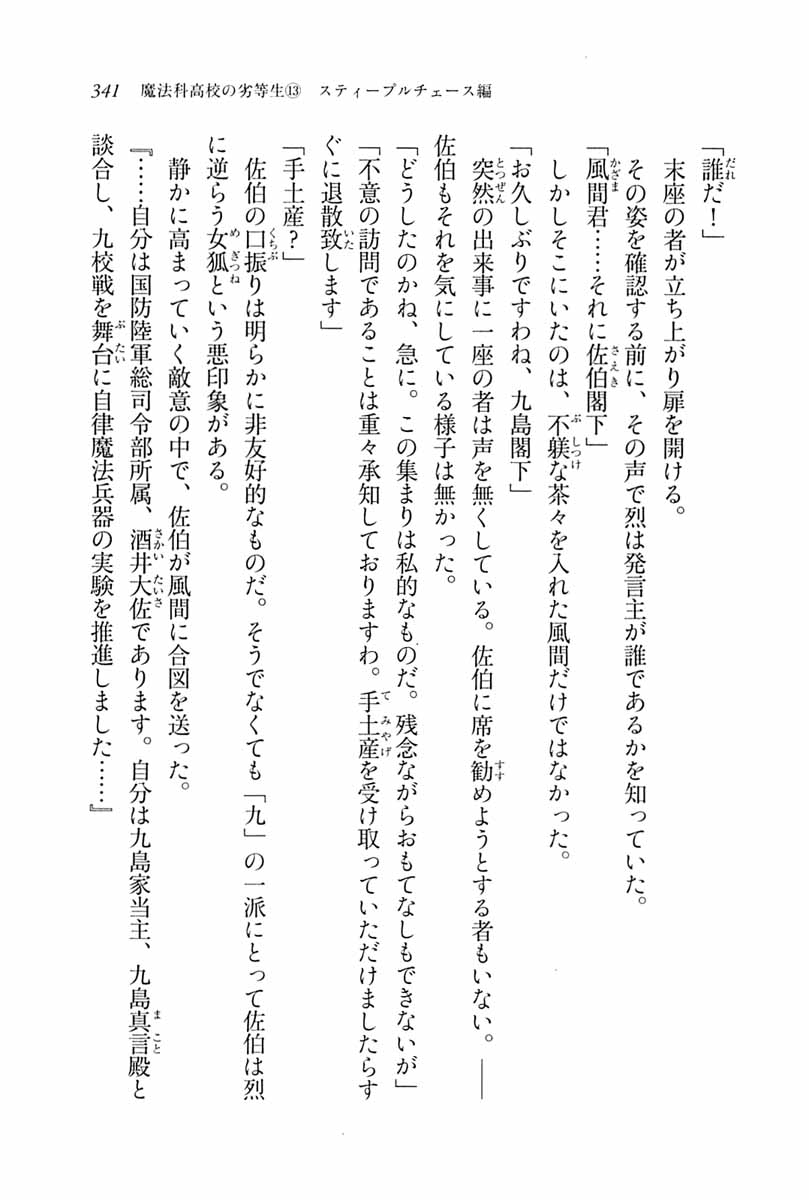 341　魔法科高校の劣等生⑬　スティープルチェース編
「誰だ！」
　末座の者が立ち上がり扉を開ける。
　その姿を確認する前に、その声で烈は発言主が誰であるかを知っていた。
「風間君……それに佐伯閣下」
　しかしそこにいたのは、不躾な茶々を入れた風間だけではなかった。
「お久しぶりですわね、九島閣下」
　突然の出来事に一座の者は声を無くしている。佐伯に席を勧めようとする者もいない。――
佐伯もそれを気にしている様子は無かった。
「どうしたのかね、急に。この集まりは私的なものだ。残念ながらおもてなしもできないが」
「不意の訪問であることは重々承知しておりますわ。手土産を受け取っていただけましたらす
ぐに退散致します」
「手土産？」
　佐伯の口振りは明らかに非友好的なものだ。そうでなくても「九」の一派にとって佐伯は烈
に逆らう女狐という悪印象がある。
　静かに高まっていく敵意の中で、佐伯が風間に合図を送った。
『……自分は国防陸軍総司令部所属、酒井大佐であります。自分は九島家当主、九島真言殿と
談合し、九校戦を舞台に自律魔法兵器の実験を推進しました……』